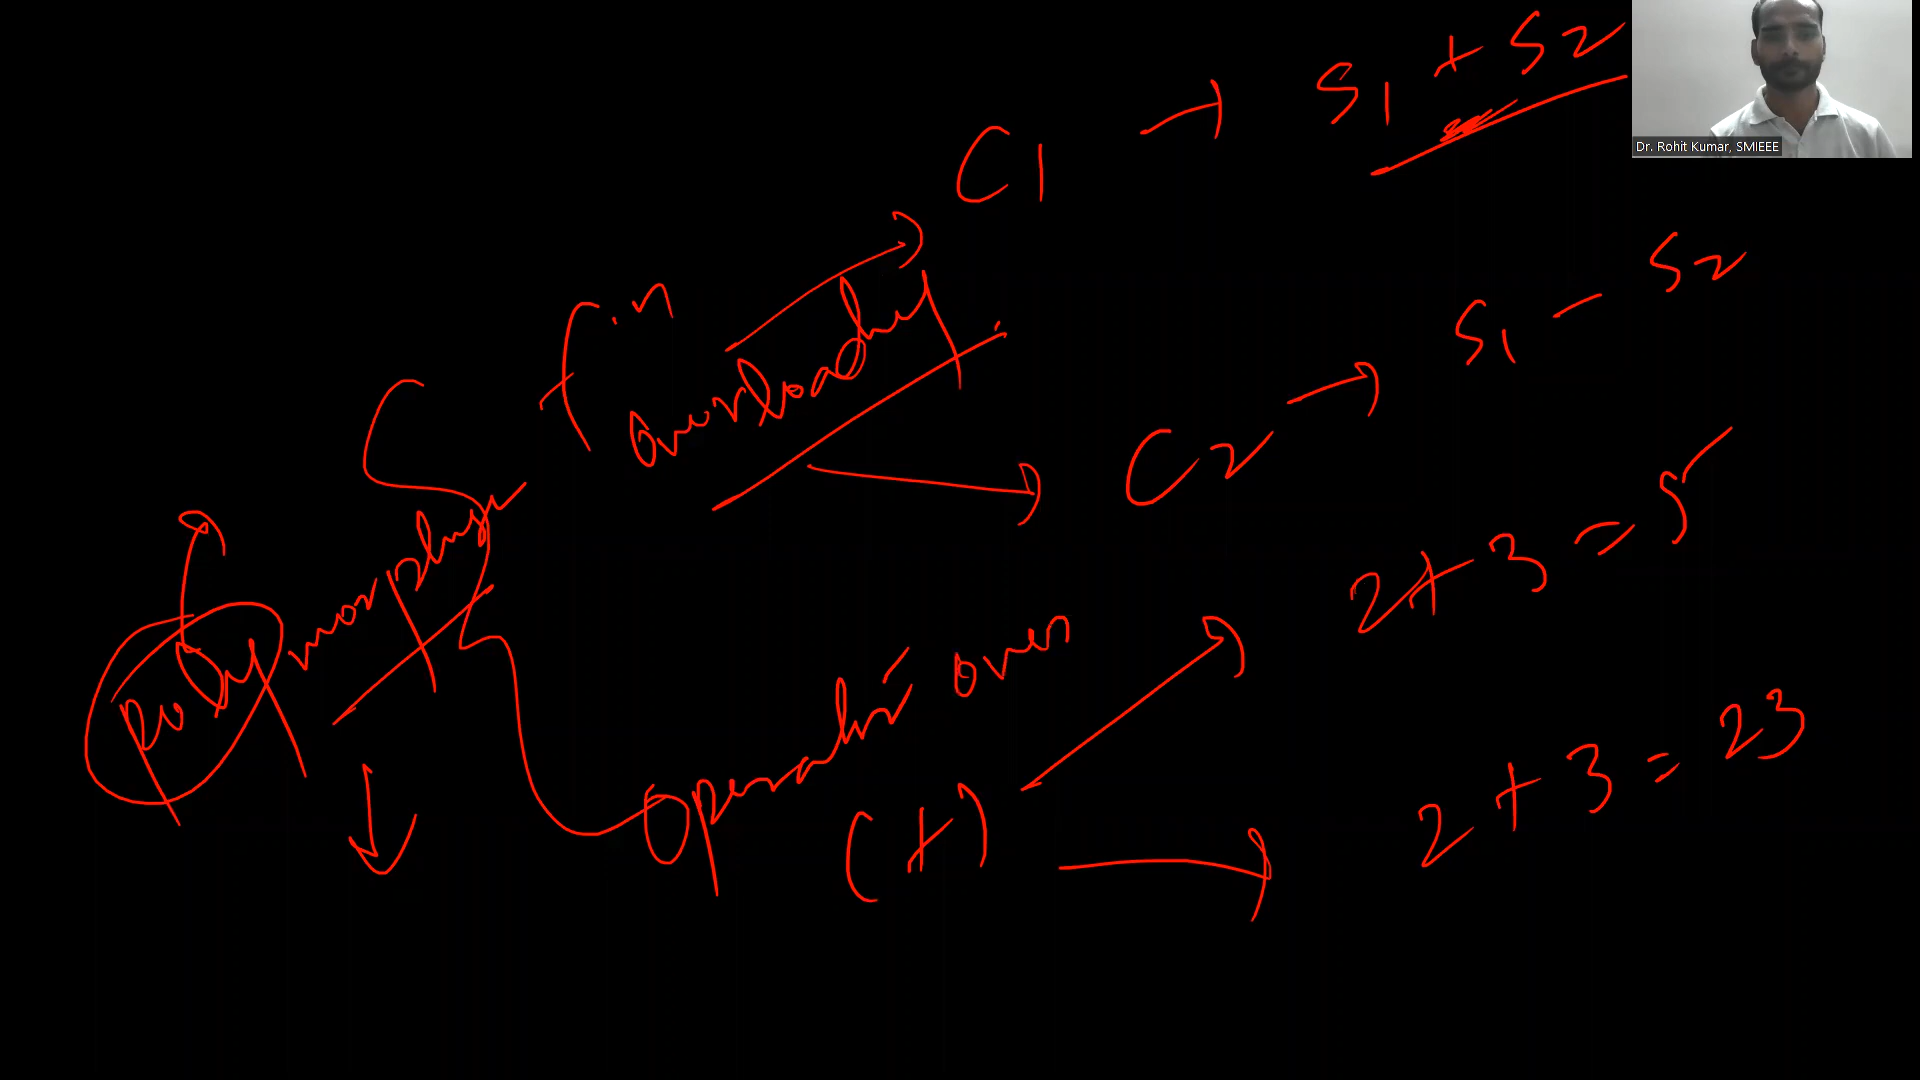 C1 → S1 + S2
f.n
overloading
S1 - S2
C2 →
polymorphism
2+3 = 5
operator over
(+)
2+3 = 23
Dr. Rohit Kumar, SMIEEE